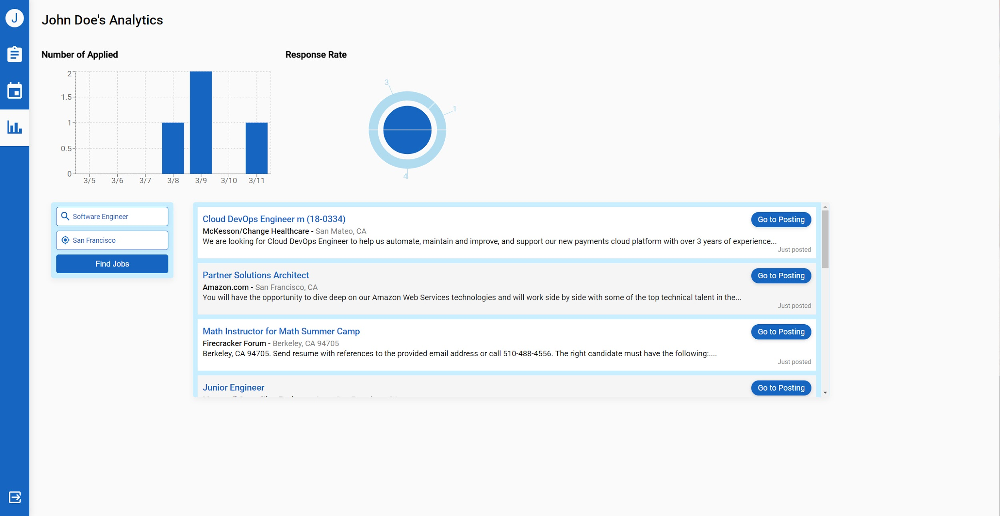 J
John Doe's Analytics
Number of Applied
Response Rate
2
1.5
1
0.5
0
3/5 3/6 3/7 3/8 3/9 3/10 3/11
3
1
4
Software Engineer
San Francisco
Find Jobs
Cloud DevOps Engineer m (18-0334)
Go to Posting
McKesson/Change Healthcare - San Mateo, CA
We are looking for Cloud DevOps Engineer to help us automate, maintain and improve, and support our new payments cloud platform with over 3 years of experience...
Just posted
Partner Solutions Architect
Go to Posting
Amazon.com - San Francisco, CA
You will have the opportunity to dive deep on our Amazon Web Services technologies and will work side by side with some of the top technical talent in the...
Just posted
Math Instructor for Math Summer Camp
Go to Posting
Firecracker Forum - Berkeley, CA 94705
Berkeley, CA 94705. Send resume with references to the provided email address or call 510-488-4556. The right candidate must have the following:....
Just posted
Junior Engineer
Go to Posting